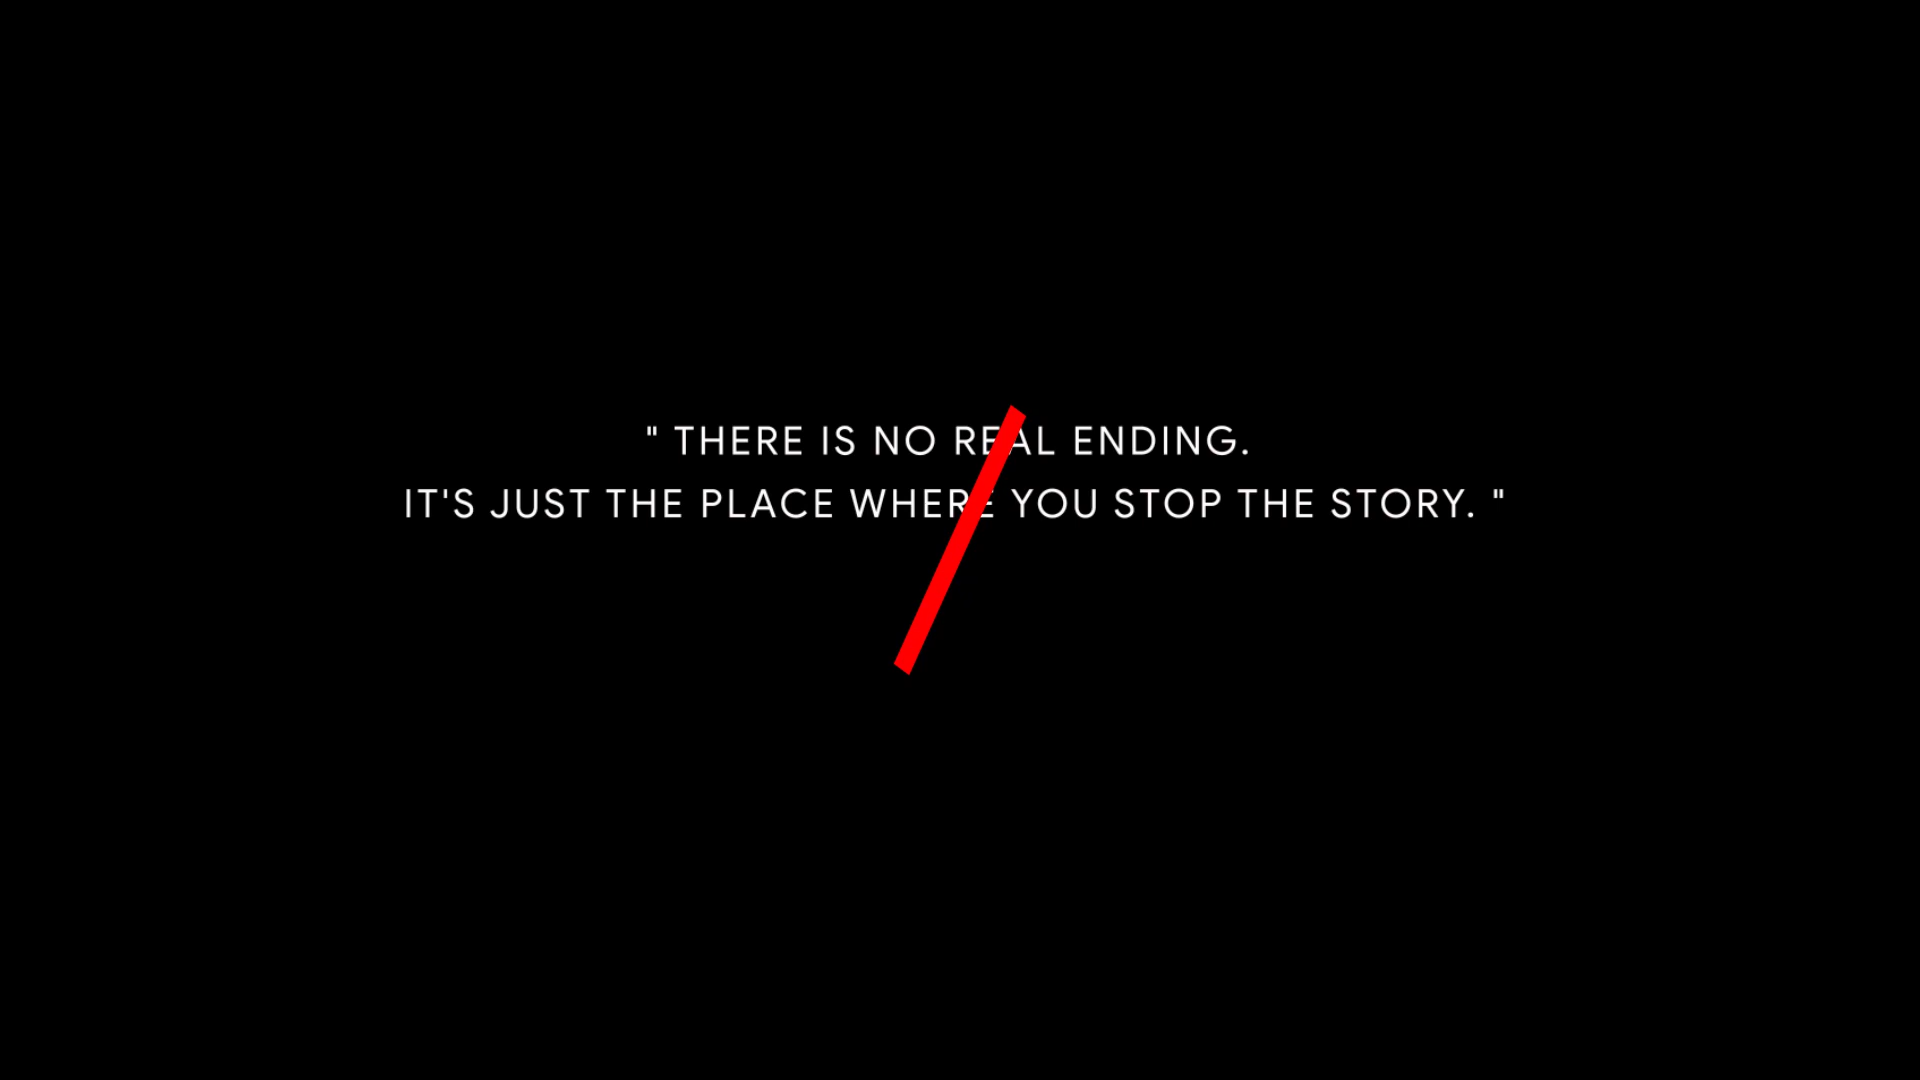 " THERE IS NO REAL ENDING.
IT'S JUST THE PLACE WHERE YOU STOP THE STORY. "